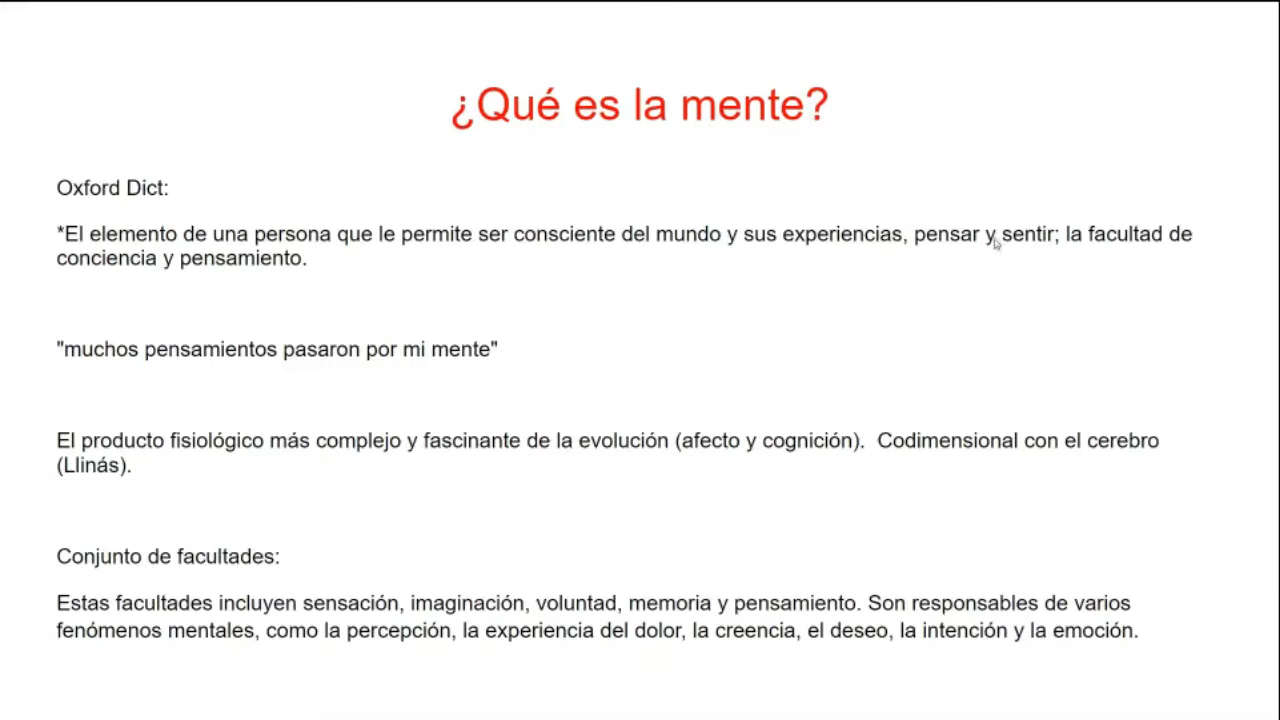 ¿Qué es la mente?
Oxford Dict:
*El elemento de una persona que le permite ser consciente del mundo y sus experiencias, pensar y sentir; la facultad de
conciencia y pensamiento.
"muchos pensamientos pasaron por mi mente"
El producto fisiológico más complejo y fascinante de la evolución (afecto y cognición).  Codimensional con el cerebro
(Llinás).
Conjunto de facultades:
Estas facultades incluyen sensación, imaginación, voluntad, memoria y pensamiento. Son responsables de varios
fenómenos mentales, como la percepción, la experiencia del dolor, la creencia, el deseo, la intención y la emoción.